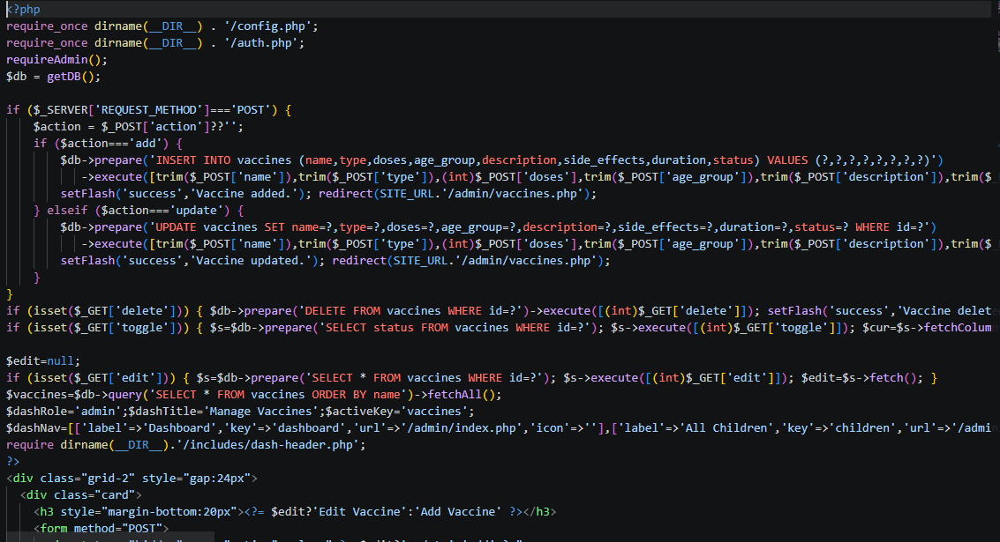 <?php
require_once dirname(__DIR__) . '/config.php';
require_once dirname(__DIR__) . '/auth.php';
requireAdmin();
$db = getDB();
if ($_SERVER['REQUEST_METHOD']==='POST') {
$action = $_POST['action']??'';
if ($action==='add') {
$db->prepare('INSERT INTO vaccines (name,type,doses,age_group,description,side_effects,duration,status) VALUES (?,?,?,?,?,?,?,?)')
->execute([trim($_POST['name']),trim($_POST['type']),(int)$_POST['doses'],trim($_POST['age_group']),trim($_POST['description']),trim($_
setFlash('success','Vaccine added.'); redirect(SITE_URL.'/admin/vaccines.php');
} elseif ($action==='update') {
$db->prepare('UPDATE vaccines SET name=?,type=?,doses=?,age_group=?,description=?,side_effects=?,duration=?,status=? WHERE id=?')
->execute([trim($_POST['name']),trim($_POST['type']),(int)$_POST['doses'],trim($_POST['age_group']),trim($_POST['description']),trim($_
setFlash('success','Vaccine updated.'); redirect(SITE_URL.'/admin/vaccines.php');
}
}
if (isset($_GET['delete'])) { $db->prepare('DELETE FROM vaccines WHERE id=?')->execute([(int)$_GET['delete']]); setFlash('success','Vaccine delet
if (isset($_GET['toggle'])) { $s=$db->prepare('SELECT status FROM vaccines WHERE id=?'); $s->execute([(int)$_GET['toggle']]); $cur=$s->fetchColum
$edit=null;
if (isset($_GET['edit'])) { $s=$db->prepare('SELECT * FROM vaccines WHERE id=?'); $s->execute([(int)$_GET['edit']]); $edit=$s->fetch(); }
$vaccines=$db->query('SELECT * FROM vaccines ORDER BY name')->fetchAll();
$dashRole='admin';$dashTitle='Manage Vaccines';$activeKey='vaccines';
$dashNav=[['label'=>'Dashboard','key'=>'dashboard','url'=>'/admin/index.php','icon'=>''],['label'=>'All Children','key'=>'children','url'=>'/admi
require dirname(__DIR__).'/includes/dash-header.php';
?>
<div class="grid-2" style="gap:24px">
<div class="card">
<h3 style="margin-bottom:20px"><?= $edit?'Edit Vaccine':'Add Vaccine' ?></h3>
<form method="POST">